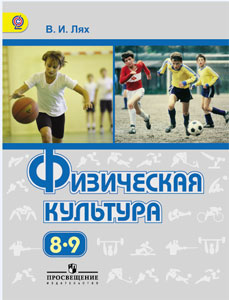 В. И. Лях
Физическая
культура
8•9
ПРОСВЕЩЕНИЕ
ИЗДАТЕЛЬСТВО